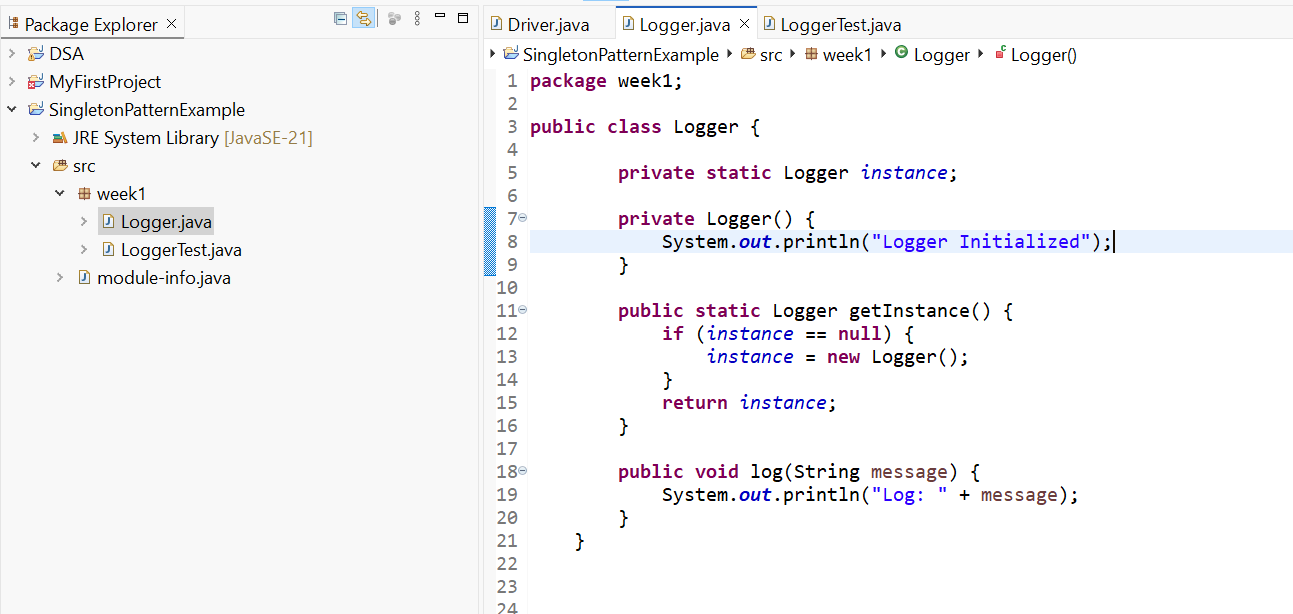 Package Explorer
DSA
MyFirstProject
SingletonPatternExample
JRE System Library [JavaSE-21]
src
week1
Logger.java
LoggerTest.java
module-info.java
Driver.java Logger.java LoggerTest.java
SingletonPatternExample src week1 Logger Logger()
1 package week1;
2
3 public class Logger {
4
5 private static Logger instance;
6
7 private Logger() {
8 System.out.println("Logger Initialized");
9 }
10
11 public static Logger getInstance() {
12 if (instance == null) {
13 instance = new Logger();
14 }
15 return instance;
16 }
17
18 public void log(String message) {
19 System.out.println("Log: " + message);
20 }
21 }
22
23
24